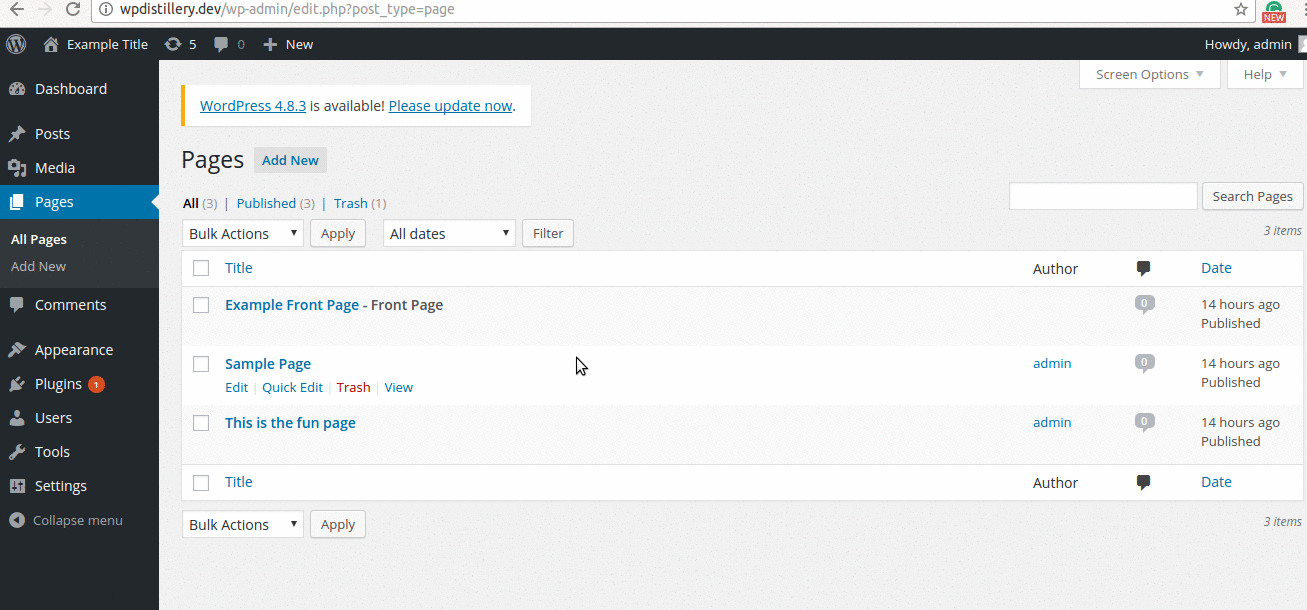 wpdistillery.dev/wp-admin/edit.php?post_type=page
NEW
Example Title 5 0 New Howdy, admin
Screen Options Help
Dashboard
Posts
Media
Pages
All Pages
Add New
Comments
Appearance
Plugins 1
Users
Tools
Settings
Collapse menu
WordPress 4.8.3 is available! Please update now.
Pages Add New
All (3) | Published (3) | Trash (1)
Search Pages
Bulk Actions Apply All dates Filter 3 items
Title Author Date
Example Front Page - Front Page 0 14 hours ago
Published
Sample Page admin 0 14 hours ago
Published
Edit | Quick Edit | Trash | View
This is the fun page admin 0 14 hours ago
Published
Title Author Date
Bulk Actions Apply 3 items